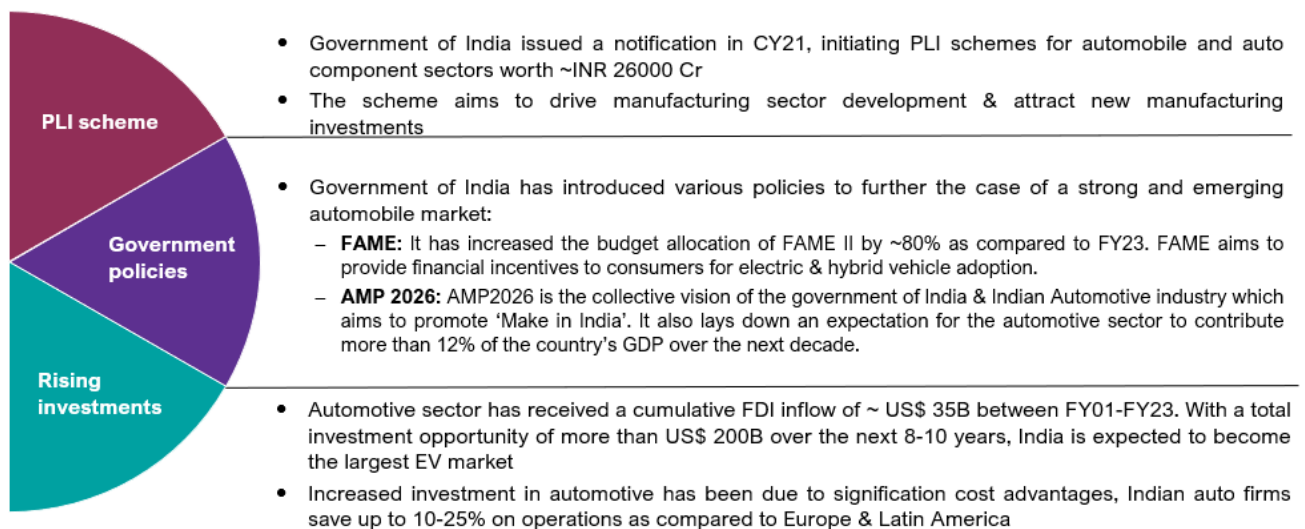 PLI scheme
• Government of India issued a notification in CY21, initiating PLI schemes for automobile and auto
component sectors worth ~INR 26000 Cr
• The scheme aims to drive manufacturing sector development & attract new manufacturing
investments
Government
policies
• Government of India has introduced various policies to further the case of a strong and emerging
automobile market:
– FAME: It has increased the budget allocation of FAME II by ~80% as compared to FY23. FAME aims to
provide financial incentives to consumers for electric & hybrid vehicle adoption.
– AMP 2026: AMP2026 is the collective vision of the government of India & Indian Automotive industry which
aims to promote ‘Make in India’. It also lays down an expectation for the automotive sector to contribute
more than 12% of the country’s GDP over the next decade.
Rising
investments
• Automotive sector has received a cumulative FDI inflow of ~ US$ 35B between FY01-FY23. With a total
investment opportunity of more than US$ 200B over the next 8-10 years, India is expected to become
the largest EV market
• Increased investment in automotive has been due to signification cost advantages, Indian auto firms
save up to 10-25% on operations as compared to Europe & Latin America